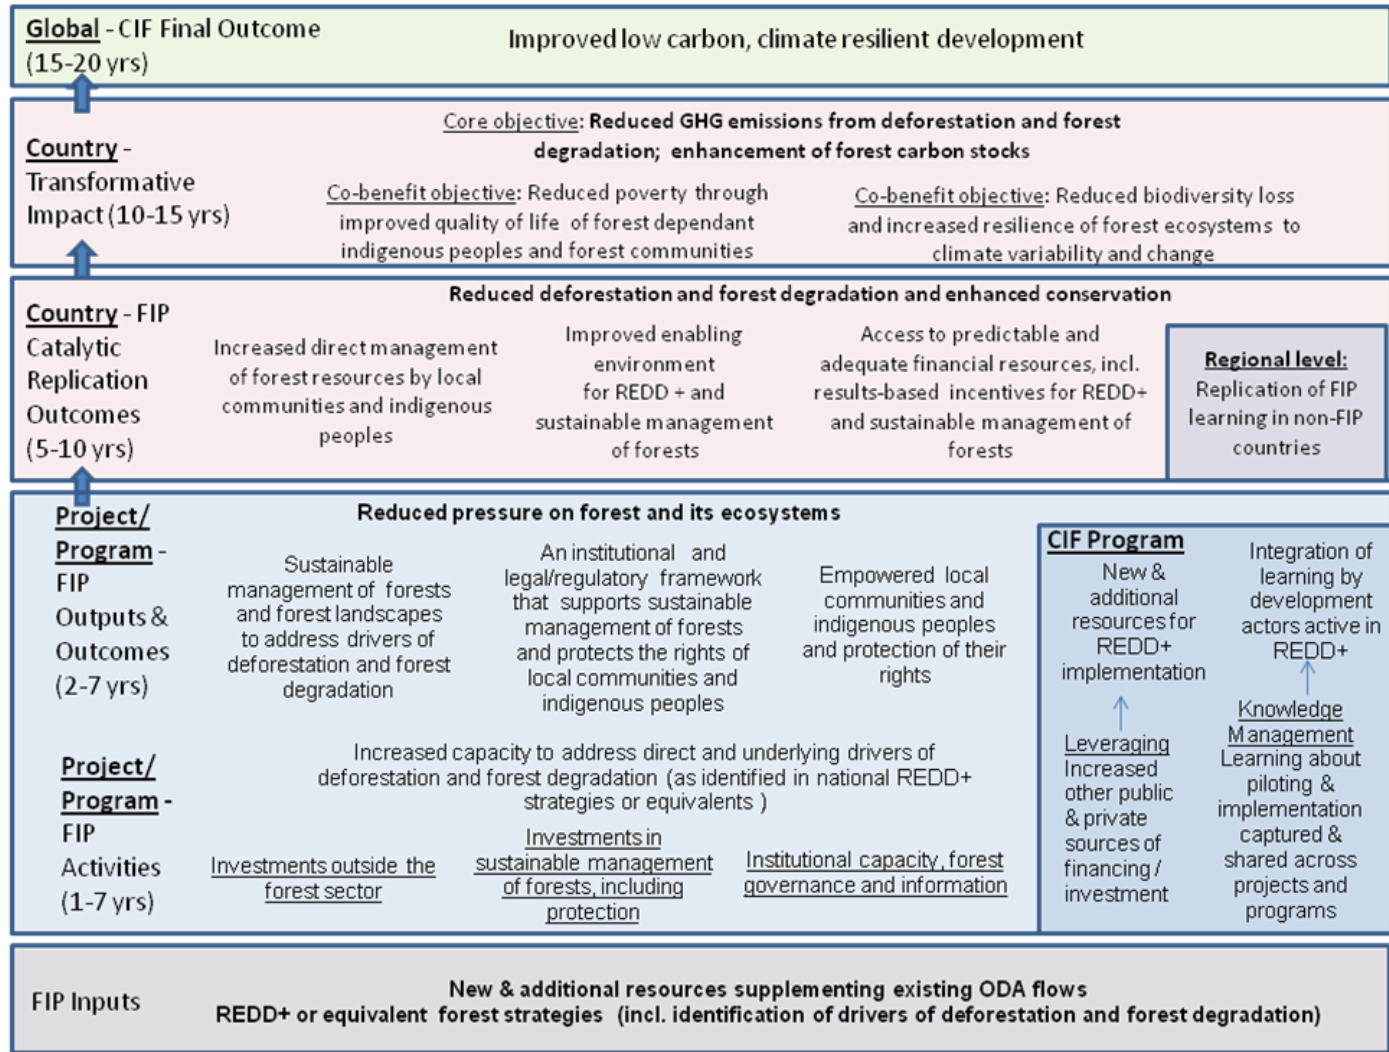 Global - CIF Final Outcome
(15-20 yrs)
Improved low carbon, climate resilient development
Country -
Transformative
Impact (10-15 yrs)
Core objective: Reduced GHG emissions from deforestation and forest
degradation; enhancement of forest carbon stocks
Co-benefit objective: Reduced poverty through
improved quality of life of forest dependant
indigenous peoples and forest communities
Co-benefit objective: Reduced biodiversity loss
and increased resilience of forest ecosystems to
climate variability and change
Country - FIP
Catalytic
Replication
Outcomes
(5-10 yrs)
Reduced deforestation and forest degradation and enhanced conservation
Increased direct management
of forest resources by local
communities and indigenous
peoples
Improved enabling
environment
for REDD + and
sustainable management
of forests
Access to predictable and
adequate financial resources, incl.
results-based incentives for REDD+
and sustainable management of
forests
Regional level:
Replication of FIP
learning in non-FIP
countries
Project/
Program -
FIP
Outputs &
Outcomes
(2-7 yrs)
Reduced pressure on forest and its ecosystems
Sustainable
management of forests
and forest landscapes
to address drivers of
deforestation and forest
degradation
An institutional and
legal/regulatory framework
that supports sustainable
management of forests
and protects the rights of
local communities and
indigenous peoples
Empowered local
communities and
indigenous peoples
and protection of their
rights
CIF Program
New &
additional
resources for
REDD+
implementation
Integration of
learning by
development
actors active in
REDD+
Leveraging
Increased
other public
& private
sources of
financing /
investment
Knowledge
Management
Learning about
piloting &
implementation
captured &
shared across
projects and
programs
Project/
Program -
FIP
Activities
(1-7 yrs)
Increased capacity to address direct and underlying drivers of
deforestation and forest degradation (as identified in national REDD+
strategies or equivalents )
Investments outside the
forest sector
Investments in
sustainable management
of forests, including
protection
Institutional capacity, forest
governance and information
FIP Inputs
New & additional resources supplementing existing ODA flows
REDD+ or equivalent forest strategies (incl. identification of drivers of deforestation and forest degradation)